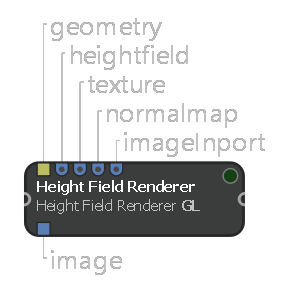 geometry
heightfield
texture
normalmap
imageInport
Height Field Renderer
Height Field Renderer GL
image